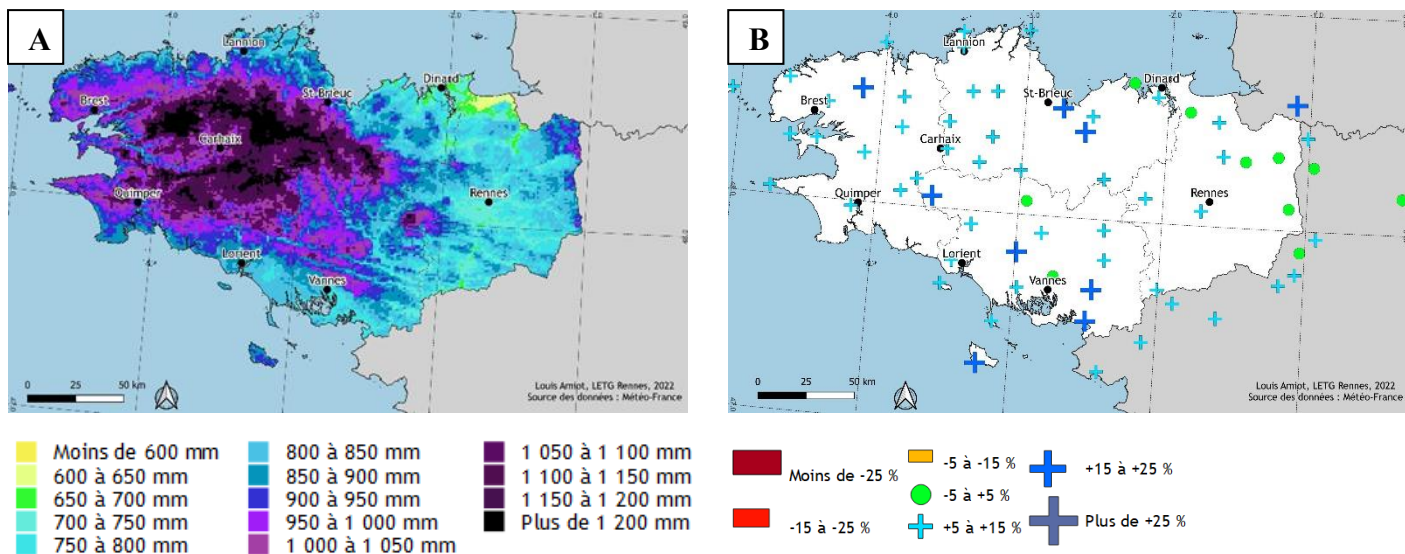 A
Lannion
Dinard
Brest
St-Brieuc
Carhaix
Quimper
Rennes
Lorient
Vannes
0 25 50 km
Louis Amiot, LETG Rennes, 2022
Source des données : Météo-France
B
Lannion
Dinard
Brest
St-Brieuc
Carhaix
Quimper
Rennes
Lorient
Vannes
0 25 50 km
Louis Amiot, LETG Rennes, 2022
Source des données : Météo-France
Moins de 600 mm
600 à 650 mm
650 à 700 mm
700 à 750 mm
750 à 800 mm
800 à 850 mm
850 à 900 mm
900 à 950 mm
950 à 1 000 mm
1 000 à 1 050 mm
1 050 à 1 100 mm
1 100 à 1 150 mm
1 150 à 1 200 mm
Plus de 1 200 mm
Moins de -25 %
-15 à -25 %
-5 à -15 %
-5 à +5 %
+5 à +15 %
+15 à +25 %
Plus de +25 %